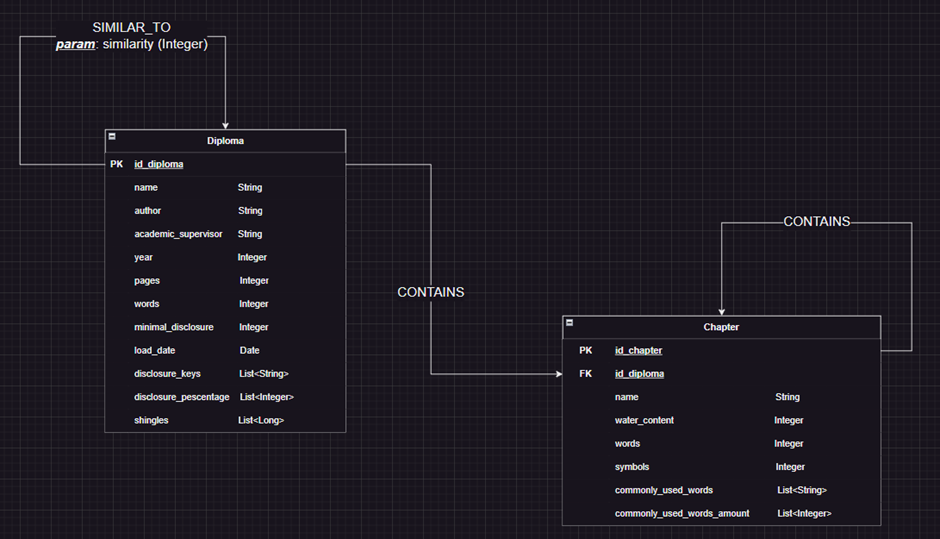 SIMILAR_TO
param: similarity (Integer)
Diploma
PK id_diploma
name String
author String
academic_supervisor String
year Integer
pages Integer
words Integer
minimal_disclosure Integer
load_date Date
disclosure_keys List<String>
disclosure_pescentage List<Integer>
shingles List<Long>
CONTAINS
CONTAINS
Chapter
PK id_chapter
FK id_diploma
name String
water_content Integer
words Integer
symbols Integer
commonly_used_words List<String>
commonly_used_words_amount List<Integer>